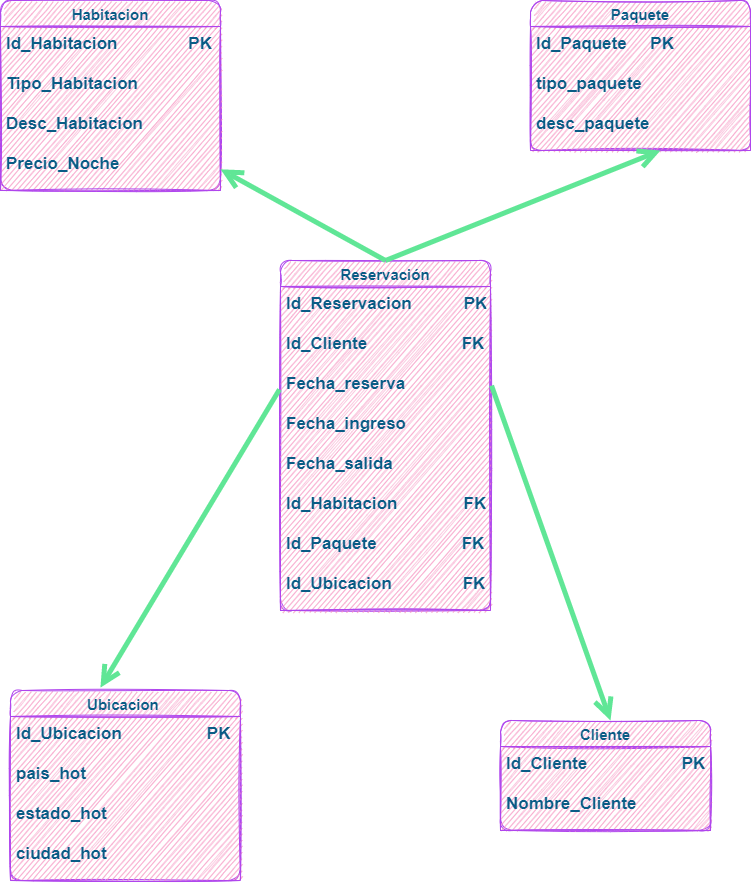 Habitacion
Id_Habitacion PK
Tipo_Habitacion
Desc_Habitacion
Precio_Noche
Paquete
Id_Paquete PK
tipo_paquete
desc_paquete
Reservación
Id_Reservacion PK
Id_Cliente FK
Fecha_reserva
Fecha_ingreso
Fecha_salida
Id_Habitacion FK
Id_Paquete FK
Id_Ubicacion FK
Ubicacion
Id_Ubicacion PK
pais_hot
estado_hot
ciudad_hot
Cliente
Id_Cliente PK
Nombre_Cliente